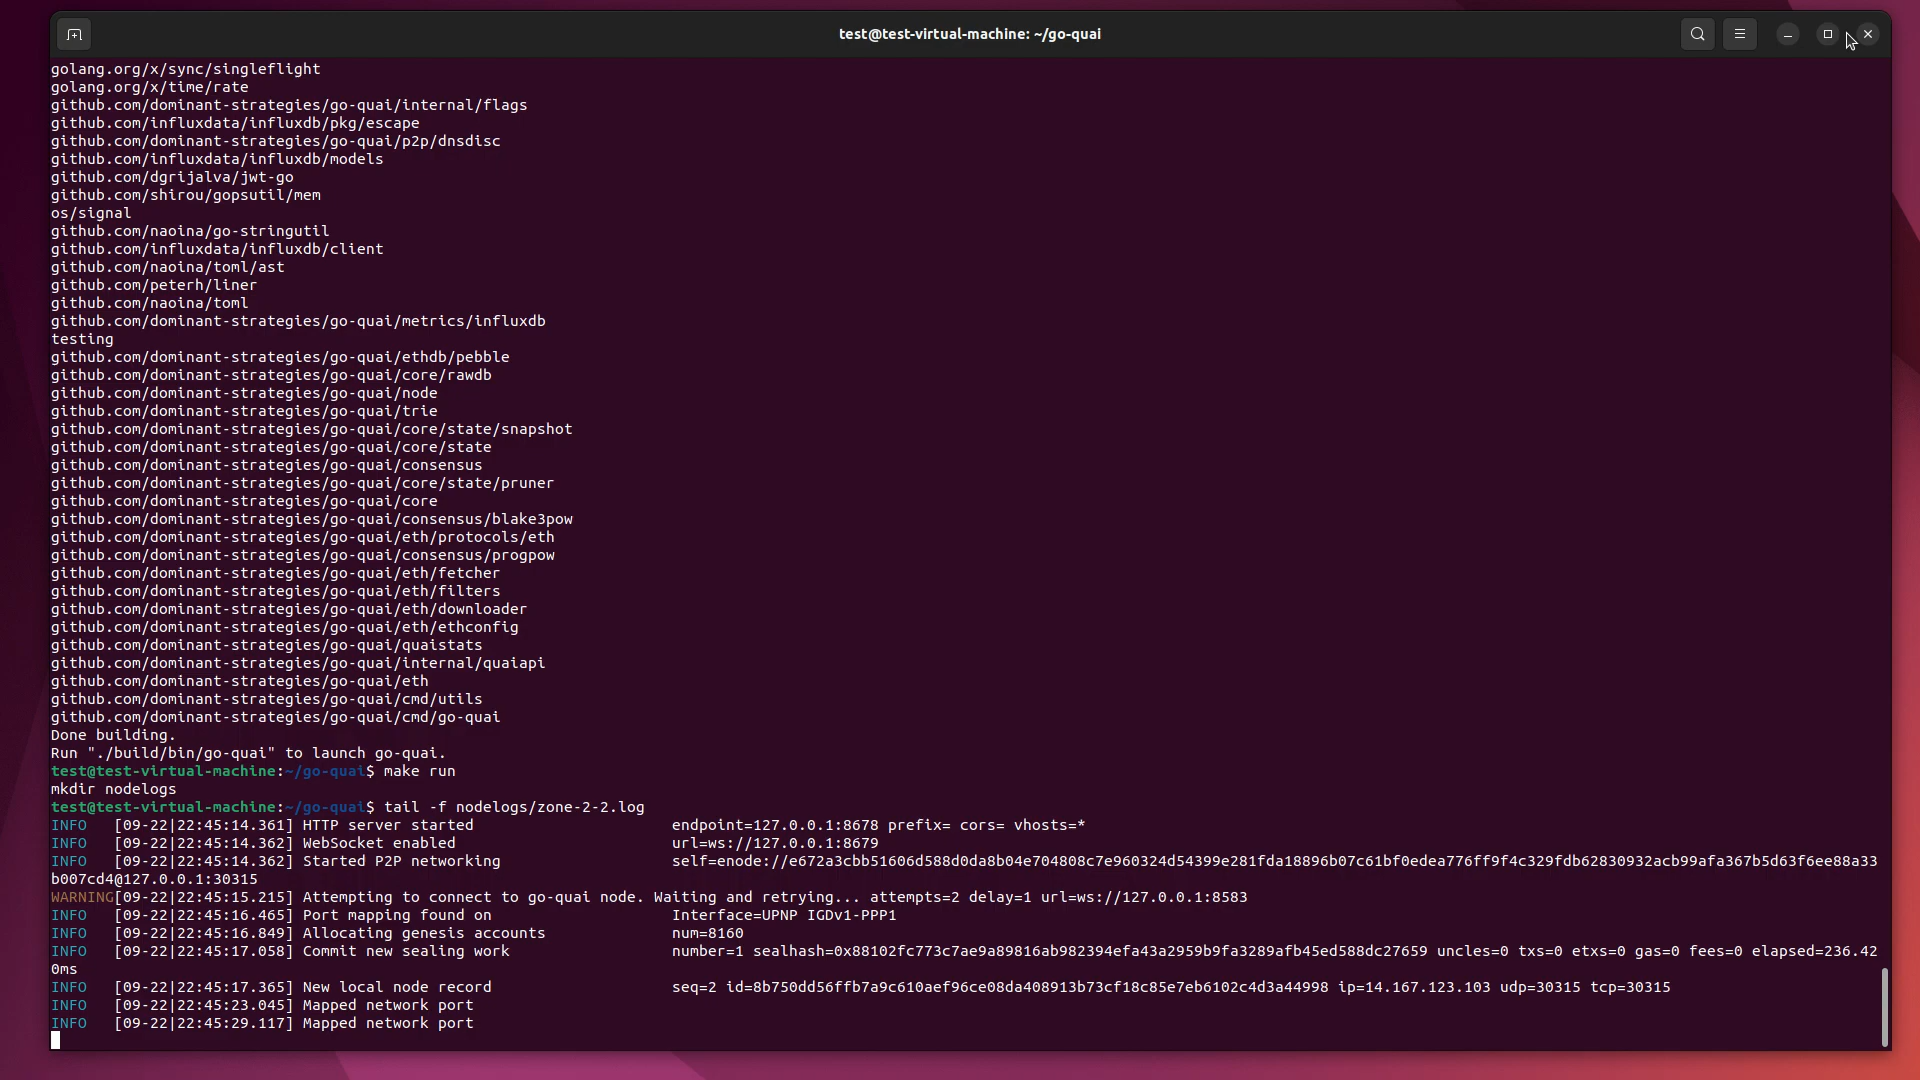 test@test-virtual-machine: ~/go-quai
golang.org/x/sync/singleflight
golang.org/x/time/rate
github.com/dominant-strategies/go-quai/internal/flags
github.com/influxdata/influxdb/pkg/escape
github.com/dominant-strategies/go-quai/p2p/dnsdisc
github.com/influxdata/influxdb/models
github.com/dgrijalva/jwt-go
github.com/shirou/gopsutil/mem
os/signal
github.com/naoina/go-stringutil
github.com/influxdata/influxdb/client
github.com/naoina/toml/ast
github.com/peterh/liner
github.com/naoina/toml
github.com/dominant-strategies/go-quai/metrics/influxdb
testing
github.com/dominant-strategies/go-quai/ethdb/pebble
github.com/dominant-strategies/go-quai/core/rawdb
github.com/dominant-strategies/go-quai/node
github.com/dominant-strategies/go-quai/trie
github.com/dominant-strategies/go-quai/core/state/snapshot
github.com/dominant-strategies/go-quai/core/state
github.com/dominant-strategies/go-quai/consensus
github.com/dominant-strategies/go-quai/core/state/pruner
github.com/dominant-strategies/go-quai/core
github.com/dominant-strategies/go-quai/consensus/blake3pow
github.com/dominant-strategies/go-quai/eth/protocols/eth
github.com/dominant-strategies/go-quai/consensus/progpow
github.com/dominant-strategies/go-quai/eth/fetcher
github.com/dominant-strategies/go-quai/eth/filters
github.com/dominant-strategies/go-quai/eth/downloader
github.com/dominant-strategies/go-quai/eth/ethconfig
github.com/dominant-strategies/go-quai/quaistats
github.com/dominant-strategies/go-quai/internal/quaiapi
github.com/dominant-strategies/go-quai/eth
github.com/dominant-strategies/go-quai/cmd/utils
github.com/dominant-strategies/go-quai/cmd/go-quai
Done building.
Run "./build/bin/go-quai" to launch go-quai.
test@test-virtual-machine:~/go-quai$ make run
mkdir nodelogs
test@test-virtual-machine:~/go-quai$ tail -f nodelogs/zone-2-2.log
INFO [09-22|22:45:14.361] HTTP server started endpoint=127.0.0.1:8678 prefix= cors= vhosts=*
INFO [09-22|22:45:14.362] WebSocket enabled url=ws://127.0.0.1:8679
INFO [09-22|22:45:14.362] Started P2P networking self=enode://e672a3cbb51606d588d0da8b04e704808c7e960324d54399e281fda18896b07c61bf0edea776ff9f4c329fdb62830932acb99afa367b5d63f6ee88a33
b007cd4@127.0.0.1:30315
WARNING[09-22|22:45:15.215] Attempting to connect to go-quai node. Waiting and retrying... attempts=2 delay=1 url=ws://127.0.0.1:8583
INFO [09-22|22:45:16.465] Port mapping found on Interface=UPNP IGDv1-PPP1
INFO [09-22|22:45:16.849] Allocating genesis accounts num=8160
INFO [09-22|22:45:17.058] Commit new sealing work number=1 sealhash=0x88102fc773c7ae9a89816ab982394efa43a2959b9fa3289afb45ed588dc27659 uncles=0 txs=0 etxs=0 gas=0 fees=0 elapsed=236.42
0ms
INFO [09-22|22:45:17.365] New local node record seq=2 id=8b750dd56ffb7a9c610aef96ce08da408913b73cf18c85e7eb6102c4d3a44998 ip=14.167.123.103 udp=30315 tcp=30315
INFO [09-22|22:45:23.045] Mapped network port
INFO [09-22|22:45:29.117] Mapped network port